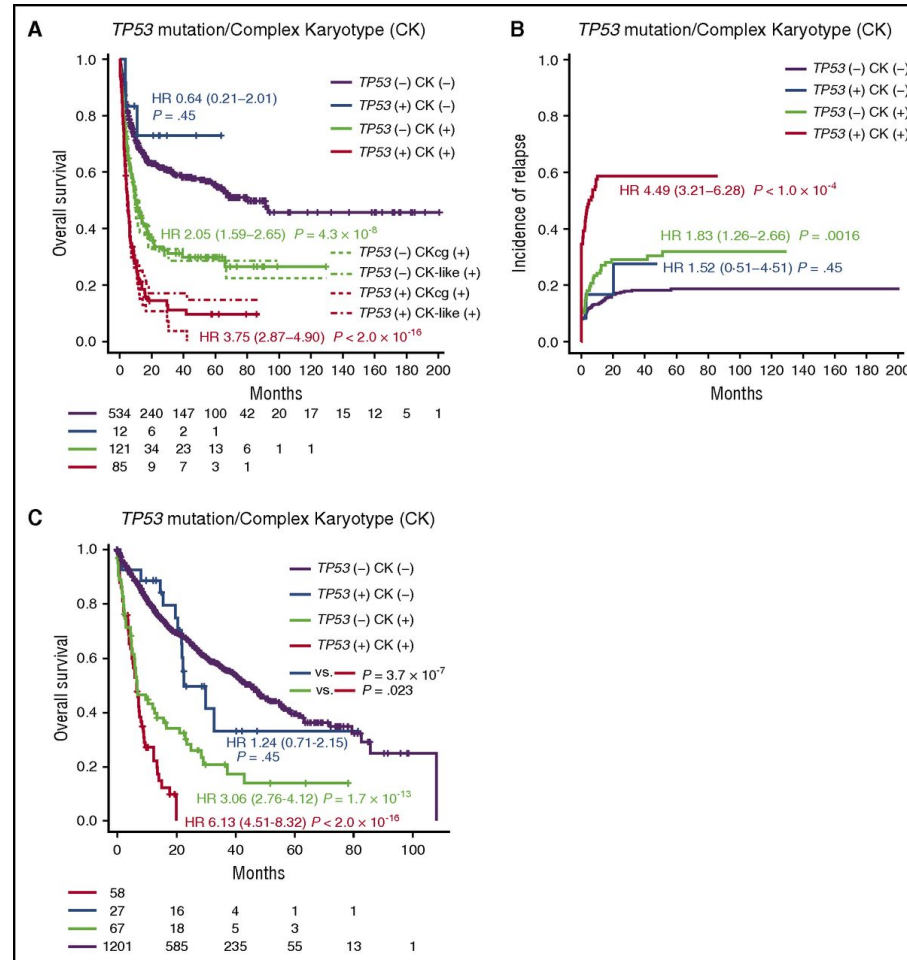 A
TP53 mutation/Complex Karyotype (CK)
Overall survival
1.0
0.8
0.6
0.4
0.2
0.0
TP53 (−) CK (−)
TP53 (+) CK (−)
TP53 (−) CK (+)
TP53 (+) CK (+)
HR 0.64 (0.21–2.01)
P = .45
HR 2.05 (1.59–2.65) P = 4.3 × 10-8
TP53 (−) CKcg (+)
TP53 (−) CK-like (+)
TP53 (+) CKcg (+)
TP53 (+) CK-like (+)
HR 3.75 (2.87–4.90) P < 2.0 × 10-16
0 20 40 60 80 100 120 140 160 180 200
Months
534 240 147 100 42 20 17 15 12 5 1
12 6 2 1
121 34 23 13 6 1 1
85 9 7 3 1
B
TP53 mutation/Complex Karyotype (CK)
Incidence of relapse
1.0
0.8
0.6
0.4
0.2
0.0
TP53 (−) CK (−)
TP53 (+) CK (−)
TP53 (−) CK (+)
TP53 (+) CK (+)
HR 4.49 (3.21–6.28) P < 1.0 × 10-4
HR 1.83 (1.26–2.66) P = .0016
HR 1.52 (0·51–4·51) P = .45
0 20 40 60 80 100 120 140 160 180 200
Months
C
TP53 mutation/Complex Karyotype (CK)
Overall survival
1.0
0.8
0.6
0.4
0.2
0.0
TP53 (−) CK (−)
TP53 (+) CK (−)
TP53 (−) CK (+)
TP53 (+) CK (+)
vs. P = 3.7 × 10-7
vs. P = .023
HR 1.24 (0.71-2.15)
P = .45
HR 3.06 (2.76-4.12) P = 1.7 × 10-13
HR 6.13 (4.51-8.32) P < 2.0 × 10-16
0 20 40 60 80 100
Months
58
27 16 4 1 1
67 18 5 3
1201 585 235 55 13 1